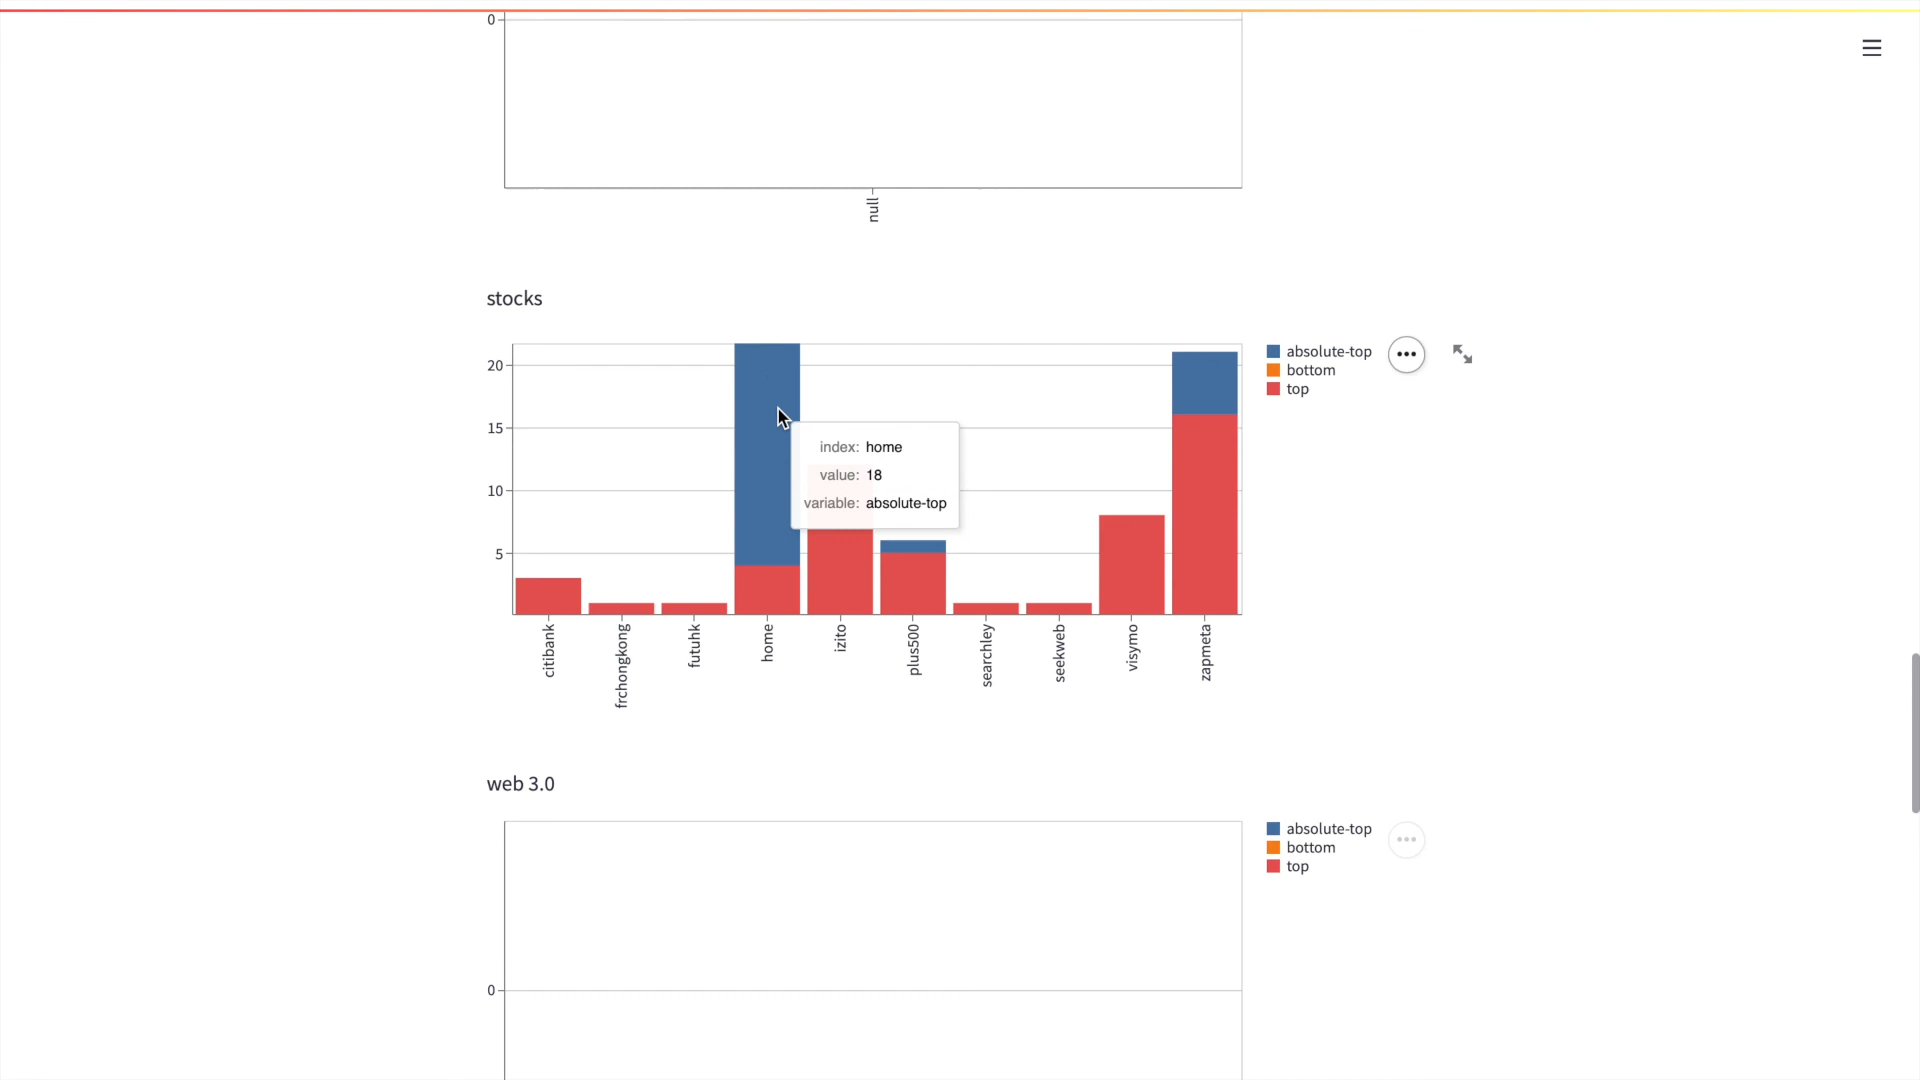 0
null
stocks
20
15
10
5
absolute-top
bottom
top
index: home
value: 18
variable: absolute-top
citibank
frchongkong
futuhk
home
izito
plus500
searchley
seekweb
visymo
zapmeta
web 3.0
absolute-top
bottom
top
0